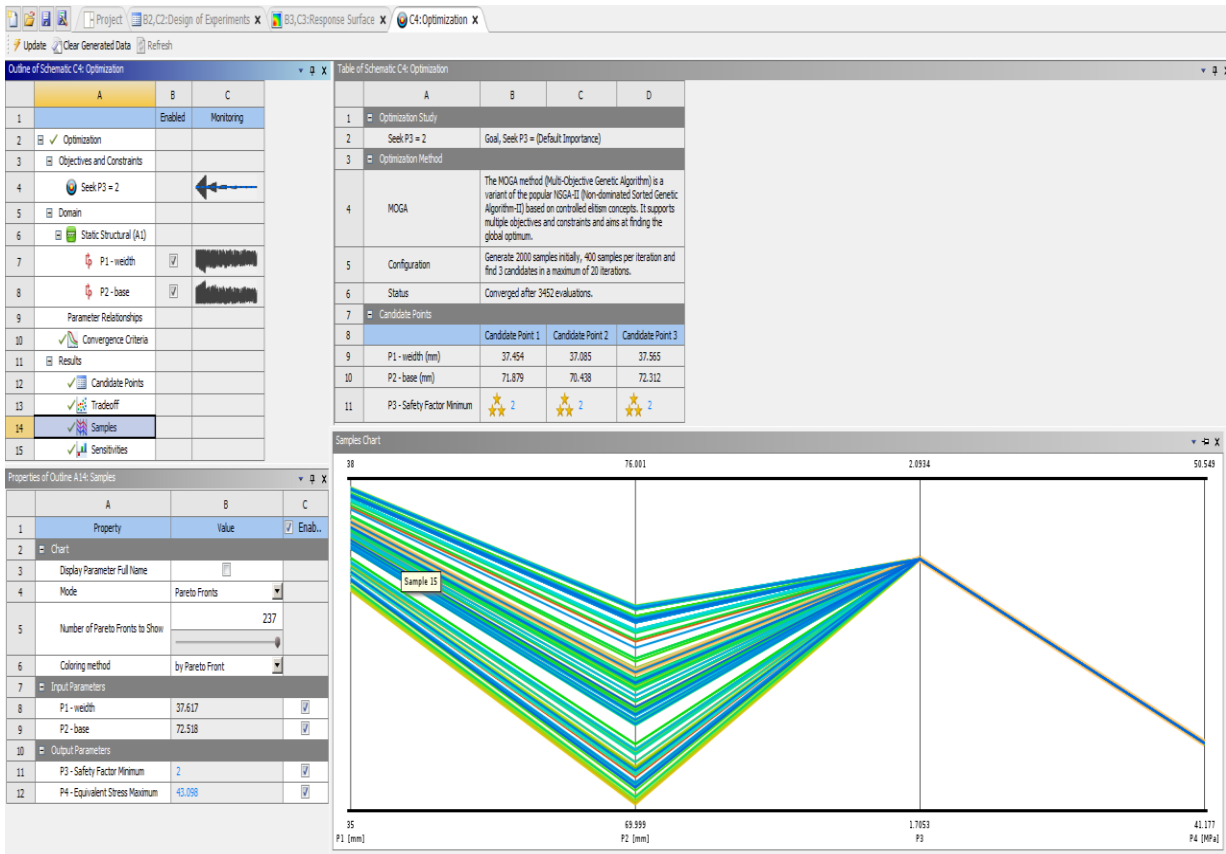 Project B2,C2:Design of Experiments x B3,C3:Response Surface x C4:Optimization x
Update Clear Generated Data Refresh
Outline of Schematic C4: Optimization
A B C
1 Enabled Monitoring
2 Optimization
3 Objectives and Constraints
4 Seek P3 = 2
5 Domain
6 Static Structural (A1)
7 P1 - weidth
8 P2 - base
9 Parameter Relationships
10 Convergence Criteria
11 Results
12 Candidate Points
13 Tradeoff
14 Samples
15 Sensitivities
Properties of Outline A14: Samples
A B C
1 Property Value Enab..
2 Chart
3 Display Parameter Full Name
4 Mode Pareto Fronts
5 Number of Pareto Fronts to Show 237
6 Coloring method by Pareto Front
7 Input Parameters
8 P1 - weidth 37.617
9 P2 - base 72.518
10 Output Parameters
11 P3 - Safety Factor Minimum 2
12 P4 - Equivalent Stress Maximum 43.098
Table of Schematic C4: Optimization
A B C D
1 Optimization Study
2 Seek P3 = 2 Goal, Seek P3 = (Default Importance)
3 Optimization Method
4 MOGA The MOGA method (Multi-Objective Genetic Algorithm) is a
variant of the popular NSGA-II (Non-dominated Sorted Genetic
Algorithm-II) based on controlled elitism concepts. It supports
multiple objectives and constraints and aims at finding the
global optimum.
5 Configuration Generate 2000 samples initially, 400 samples per iteration and
find 3 candidates in a maximum of 20 iterations.
6 Status Converged after 3452 evaluations.
7 Candidate Points
8 Candidate Point 1 Candidate Point 2 Candidate Point 3
9 P1 - weidth (mm) 37.454 37.085 37.565
10 P2 - base (mm) 71.879 70.438 72.312
11 P3 - Safety Factor Minimum 2 2 2
Samples Chart
38 76.001 2.0934 50.549
Sample 15
35 69.999 1.7053 41.177
P1 [mm] P2 [mm] P3 P4 [MPa]